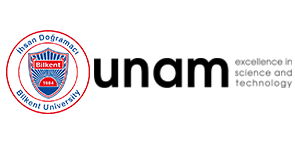 İhsan Doğramacı
Bilkent
1984
Bilkent University
unam
excellence in
science and
technology